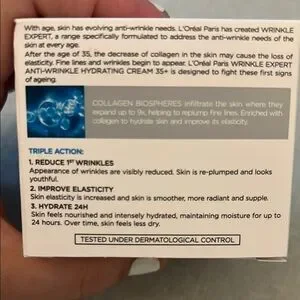 With age, skin has evolving anti-wrinkle needs. L'Oréal Paris has created WRINKLE
EXPERT, a range specifically formulated to address the anti-wrinkle needs of the
skin at every age.
After the age of 35, the decrease of collagen in the skin may cause the loss of
elasticity. Fine lines and wrinkles begin to appear. L'Oréal Paris WRINKLE EXPERT
ANTI-WRINKLE HYDRATING CREAM 35+ is designed to fight these first signs
of ageing.
COLLAGEN BIOSPHERES infiltrate the skin where they
expand up to 9x, helping to replump fine lines. Enriched with
collagen to hydrate skin and improve its elasticity.
TRIPLE ACTION:
1. REDUCE 1ST WRINKLES
Appearance of wrinkles are visibly reduced. Skin is re-plumped and looks
youthful.
2. IMPROVE ELASTICITY
Skin elasticity is increased and skin is smoother, more radiant and supple.
3. HYDRATE 24H
Skin feels nourished and intensely hydrated, maintaining moisture for up to
24 hours. Over time, skin feels less dry.
TESTED UNDER DERMATOLOGICAL CONTROL